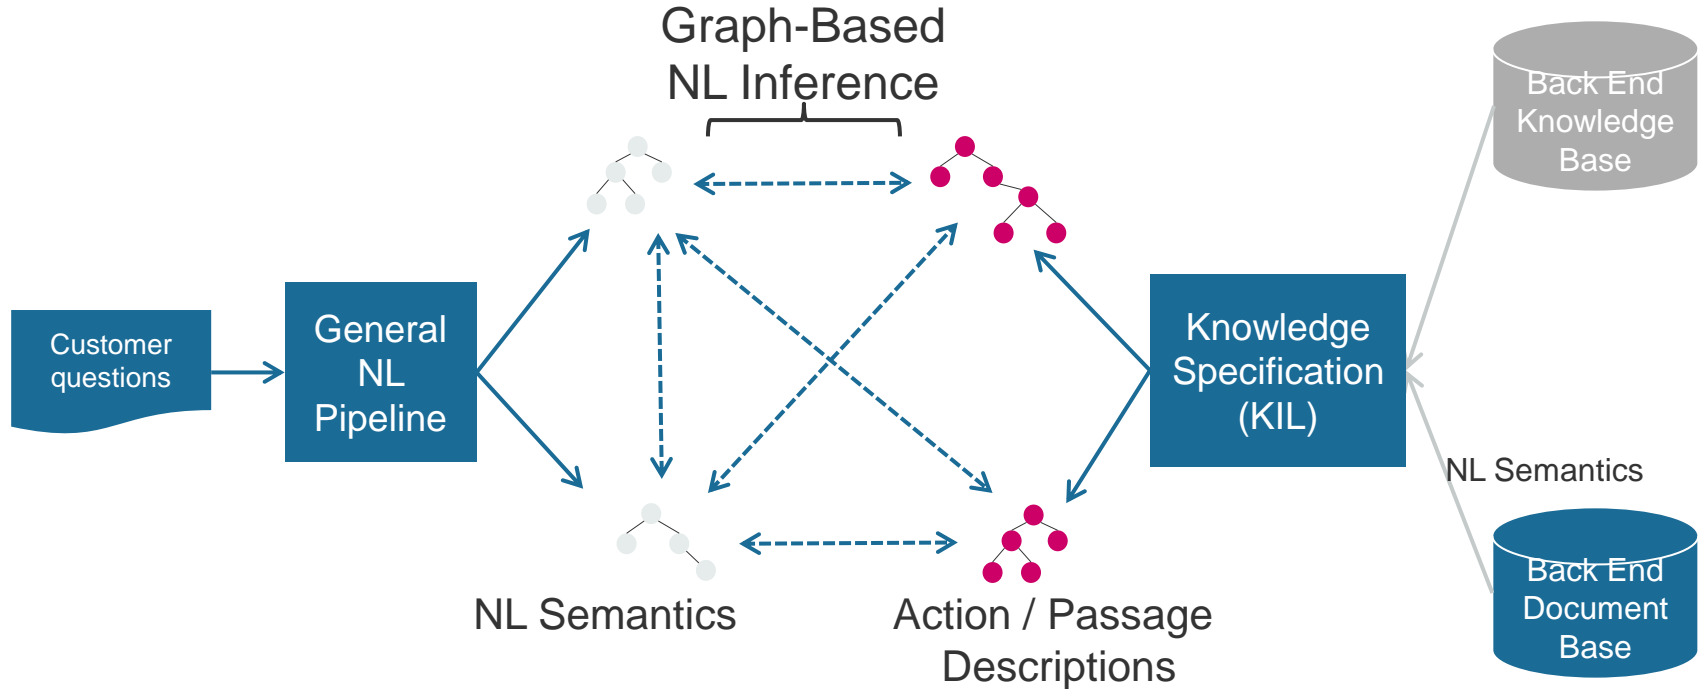 Graph-Based
NL Inference
Back End
Knowledge
Base
Customer
questions
General
NL
Pipeline
Knowledge
Specification
(KIL)
NL Semantics
Back End
Document
Base
NL Semantics
Action / Passage
Descriptions